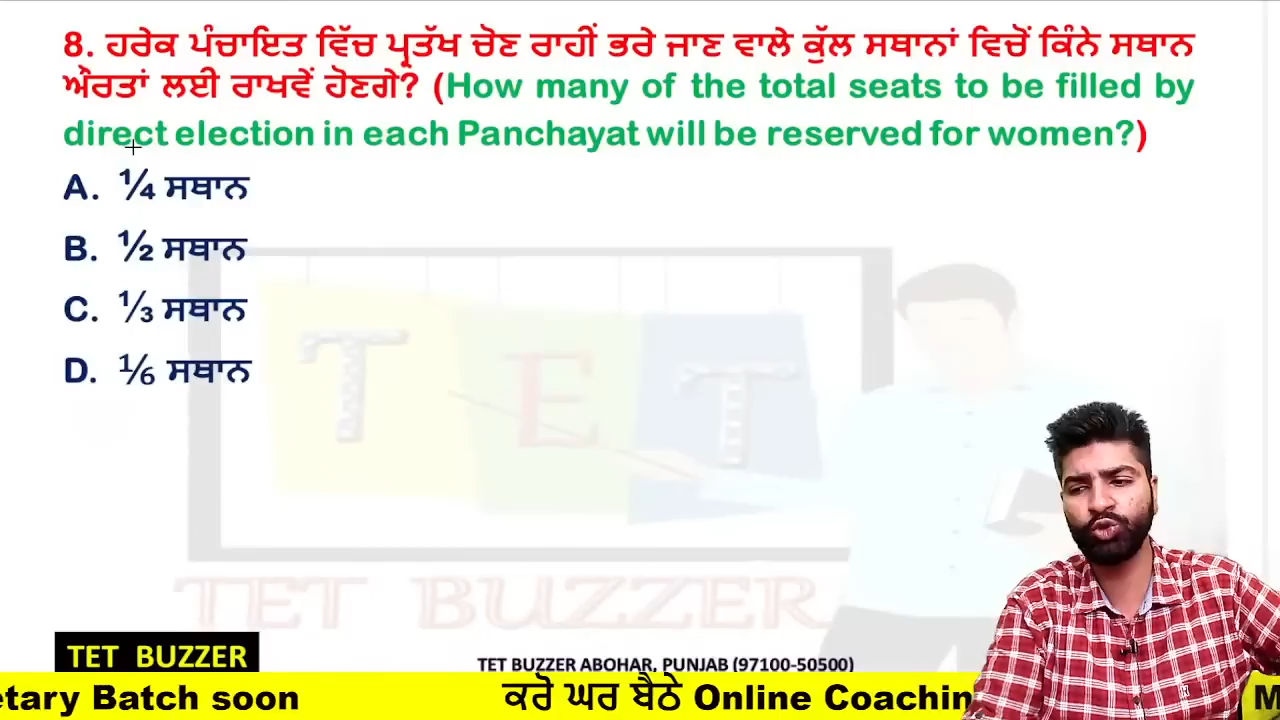 8. ਹਰੇਕ ਪੰਚਾਇਤ ਵਿੱਚ ਪ੍ਰਤੱਖ ਚੋਣ ਰਾਹੀਂ ਭਰੇ ਜਾਣ ਵਾਲੇ ਕੁੱਲ ਸਥਾਨਾਂ ਵਿਚੋਂ ਕਿੰਨੇ ਸਥਾਨ
ਔਰਤਾਂ ਲਈ ਰਾਖਵੇਂ ਹੋਣਗੇ? (How many of the total seats to be filled by
direct election in each Panchayat will be reserved for women?)
A. ¼ ਸਥਾਨ
B. ½ ਸਥਾਨ
C. ⅓ ਸਥਾਨ
D. ⅙ ਸਥਾਨ
T E T
TET BUZZER
TET BUZZER
TET BUZZER ABOHAR, PUNJAB (97100-50500)
etary Batch soon ਕਰੋ ਘਰ ਬੈਠੇ Online Coachin M